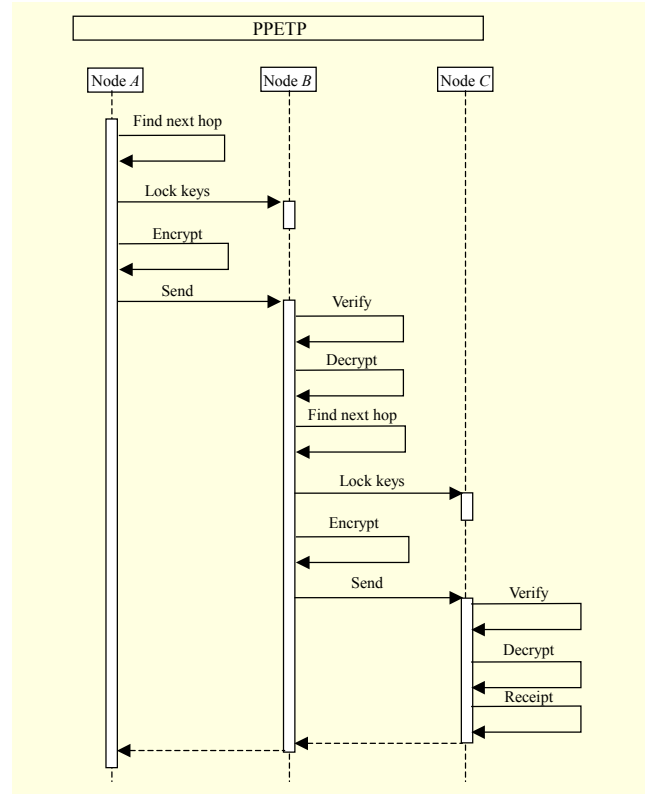 PPETP
Node A
Node B
Node C
Find next hop
Lock keys
Encrypt
Send
Verify
Decrypt
Find next hop
Lock keys
Encrypt
Send
Verify
Decrypt
Receipt